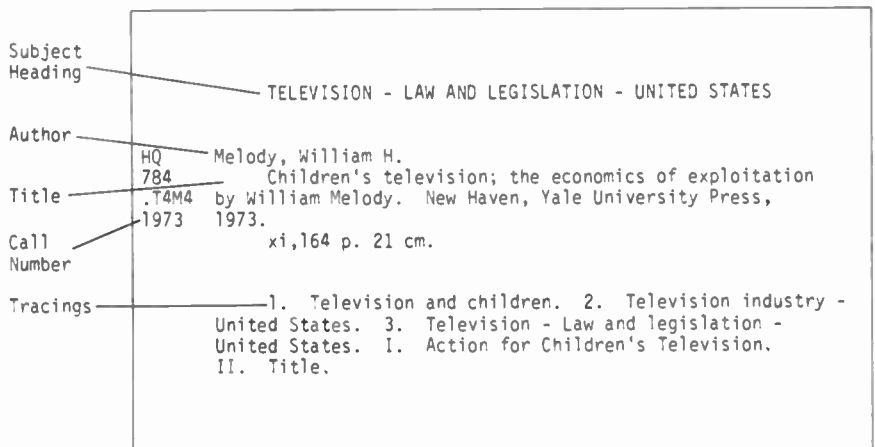 Subject
Heading
TELEVISION - LAW AND LEGISLATION - UNITED STATES
Author
HQ Melody, William H.
784 Children's television; the economics of exploitation
Title
.T4M4 by William Melody. New Haven, Yale University Press,
1973 1973.
Call
Number
xi,164 p. 21 cm.
Tracings
1. Television and children. 2. Television industry -
United States. 3. Television - Law and legislation -
United States. I. Action for Children's Television.
II. Title.